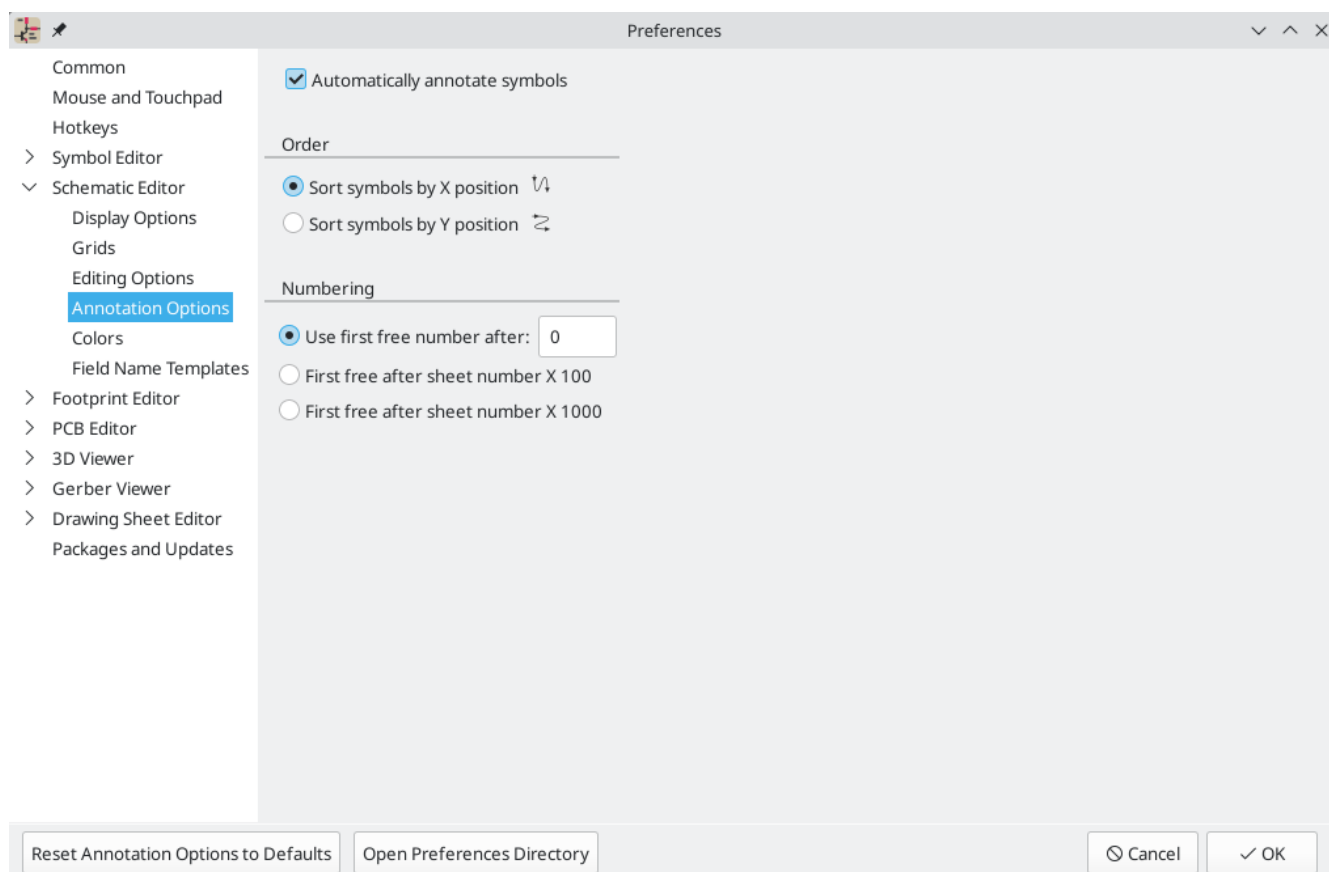 Preferences
Common
Mouse and Touchpad
Hotkeys
Symbol Editor
Schematic Editor
Display Options
Grids
Editing Options
Annotation Options
Colors
Field Name Templates
Footprint Editor
PCB Editor
3D Viewer
Gerber Viewer
Drawing Sheet Editor
Packages and Updates
Automatically annotate symbols
Order
Sort symbols by X position
Sort symbols by Y position
Numbering
Use first free number after: 0
First free after sheet number X 100
First free after sheet number X 1000
Reset Annotation Options to Defaults
Open Preferences Directory
Cancel
OK